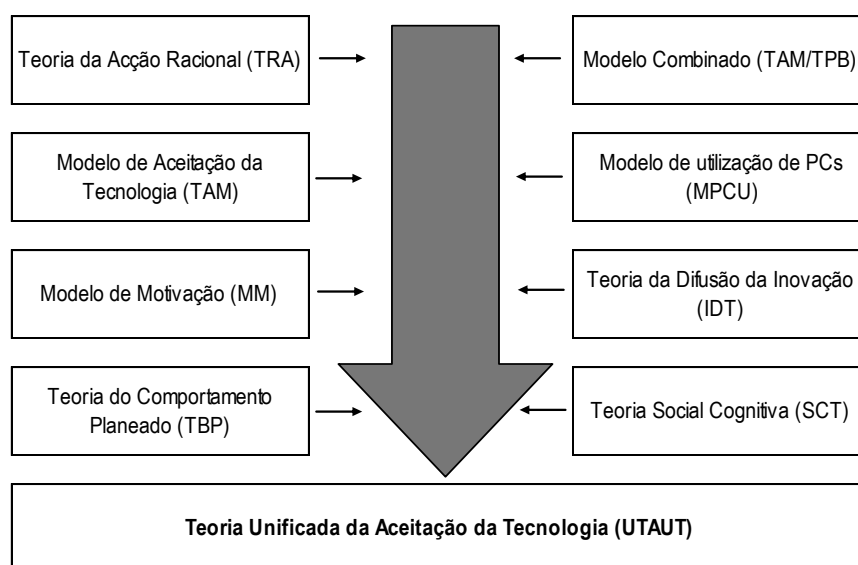 Teoria da Acção Racional (TRA)
Modelo Combinado (TAM/TPB)
Modelo de Aceitação da
Tecnologia (TAM)
Modelo de utilização de PCs
(MPCU)
Modelo de Motivação (MM)
Teoria da Difusão da Inovação
(IDT)
Teoria do Comportamento
Planeado (TBP)
Teoria Social Cognitiva (SCT)
Teoria Unificada da Aceitação da Tecnologia (UTAUT)